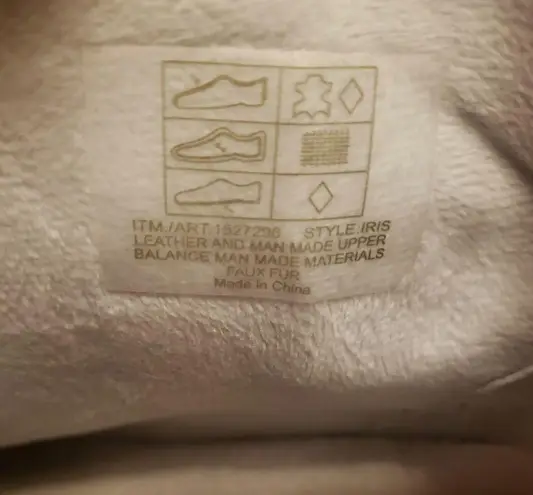 ITM./ART.1527298 STYLE:IRIS
LEATHER AND MAN MADE UPPER
BALANCE MAN MADE MATERIALS
FAUX FUR
Made in China